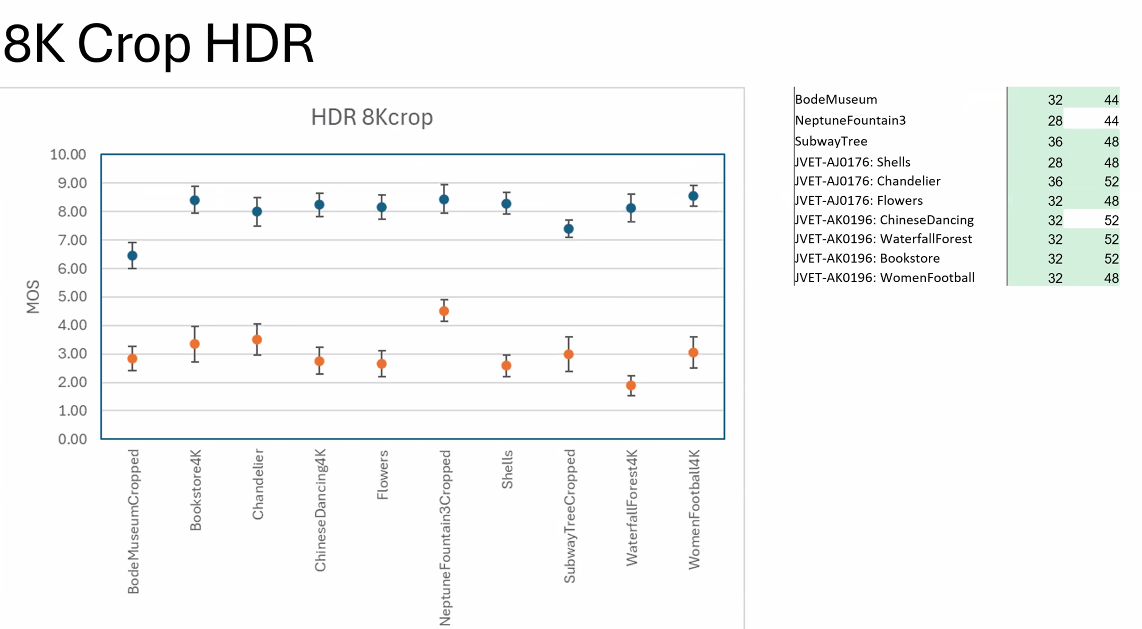 8K Crop HDR
HDR 8Kcrop
10.00
9.00
8.00
7.00
6.00
5.00
4.00
3.00
2.00
1.00
0.00
MOS
BodeMuseumCropped
Bookstore4K
Chandelier
ChineseDancing4K
Flowers
NeptuneFountain3Cropped
Shells
SubwayTreeCropped
WaterfallForest4K
WomenFootball4K
BodeMuseum 32 44
NeptuneFountain3 28 44
SubwayTree 36 48
JVET-AJ0176: Shells 28 48
JVET-AJ0176: Chandelier 36 52
JVET-AJ0176: Flowers 32 48
JVET-AK0196: ChineseDancing 32 52
JVET-AK0196: WaterfallForest 32 52
JVET-AK0196: Bookstore 32 52
JVET-AK0196: WomenFootball 32 48